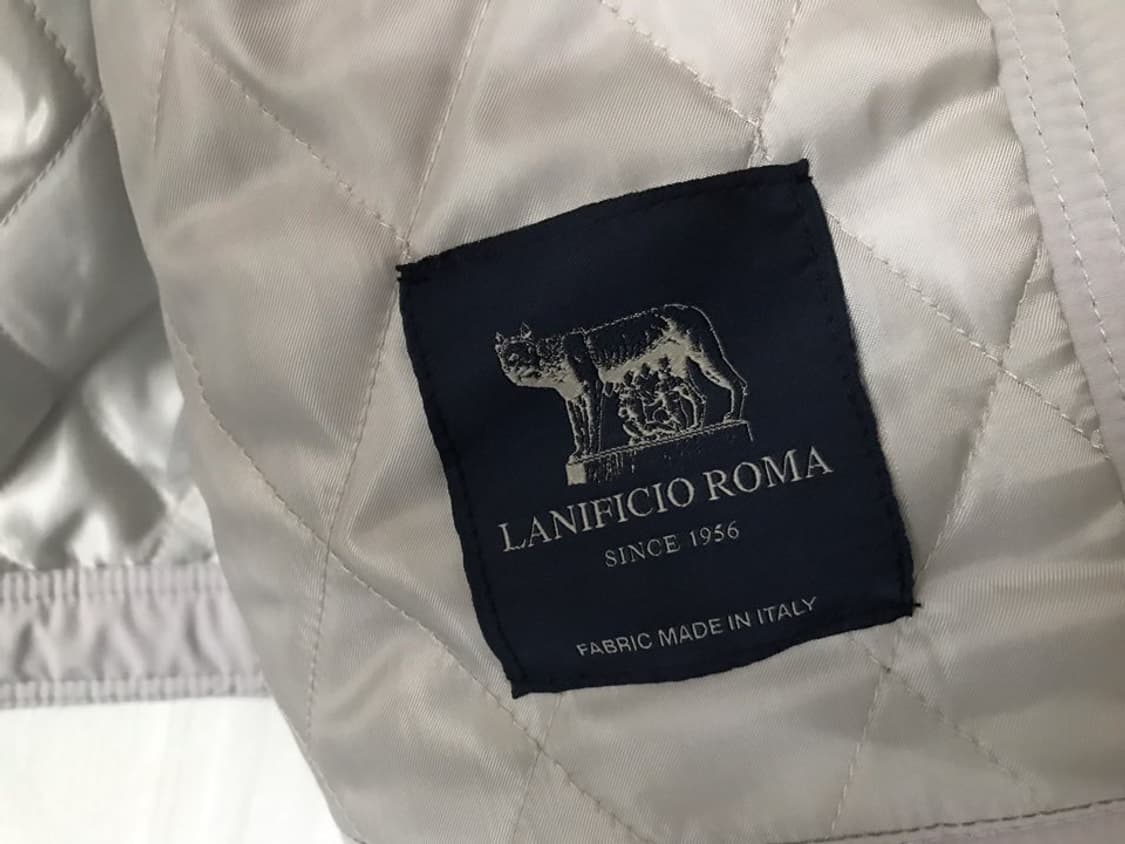 LANIFICIO ROMA
SINCE 1956
FABRIC MADE IN ITALY